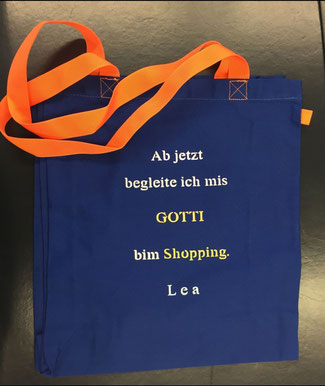 Ab jetzt
begleite ich mis
GOTTI
bim Shopping.
L e a